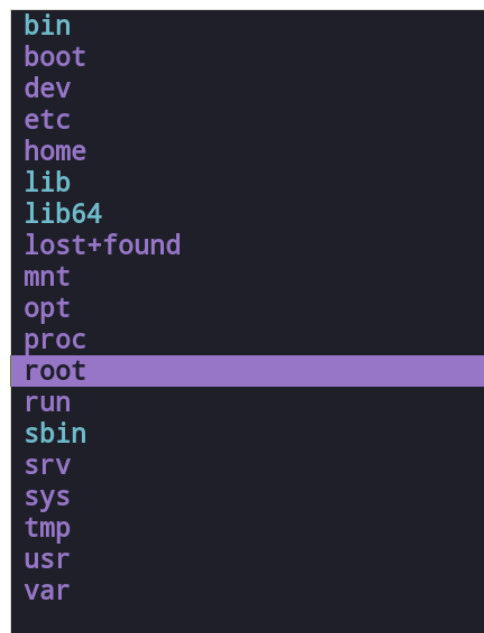 bin
boot
dev
etc
home
lib
lib64
lost+found
mnt
opt
proc
root
run
sbin
srv
sys
tmp
usr
var